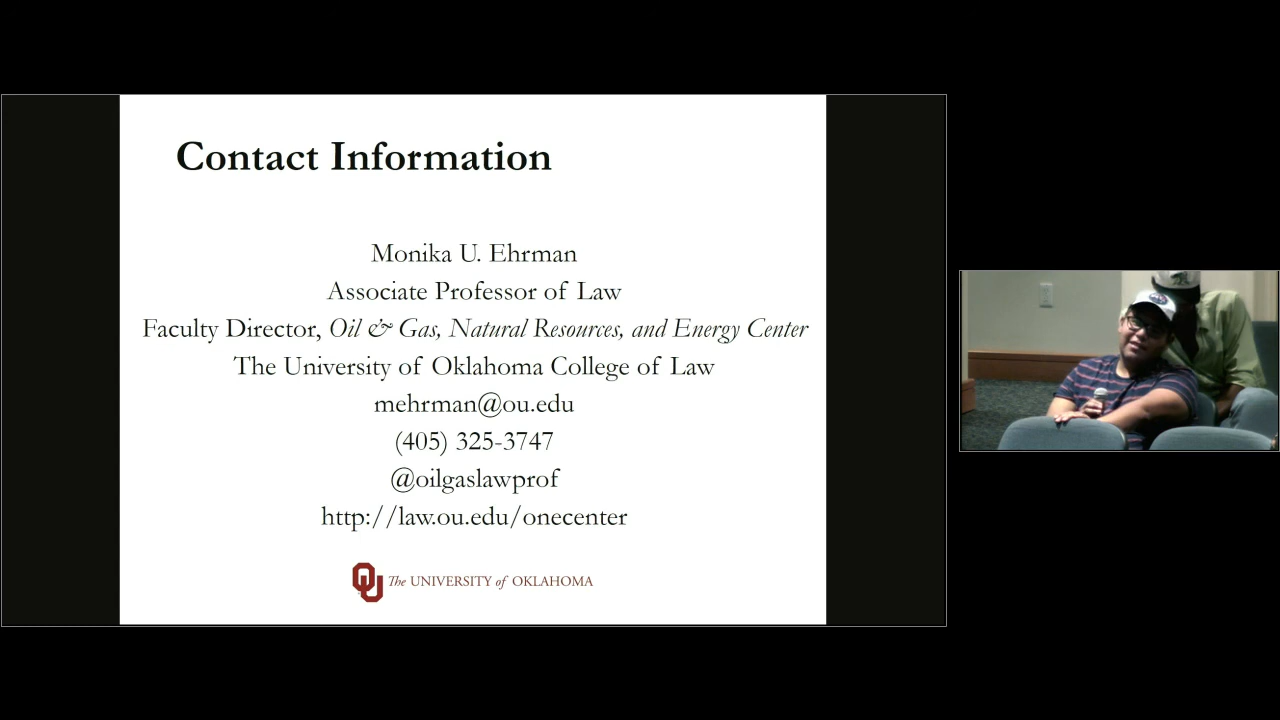 Contact Information
Monika U. Ehrman
Associate Professor of Law
Faculty Director, Oil & Gas, Natural Resources, and Energy Center
The University of Oklahoma College of Law
mehrman@ou.edu
(405) 325-3747
@oilgaslawprof
http://law.ou.edu/onecenter
OU The UNIVERSITY of OKLAHOMA